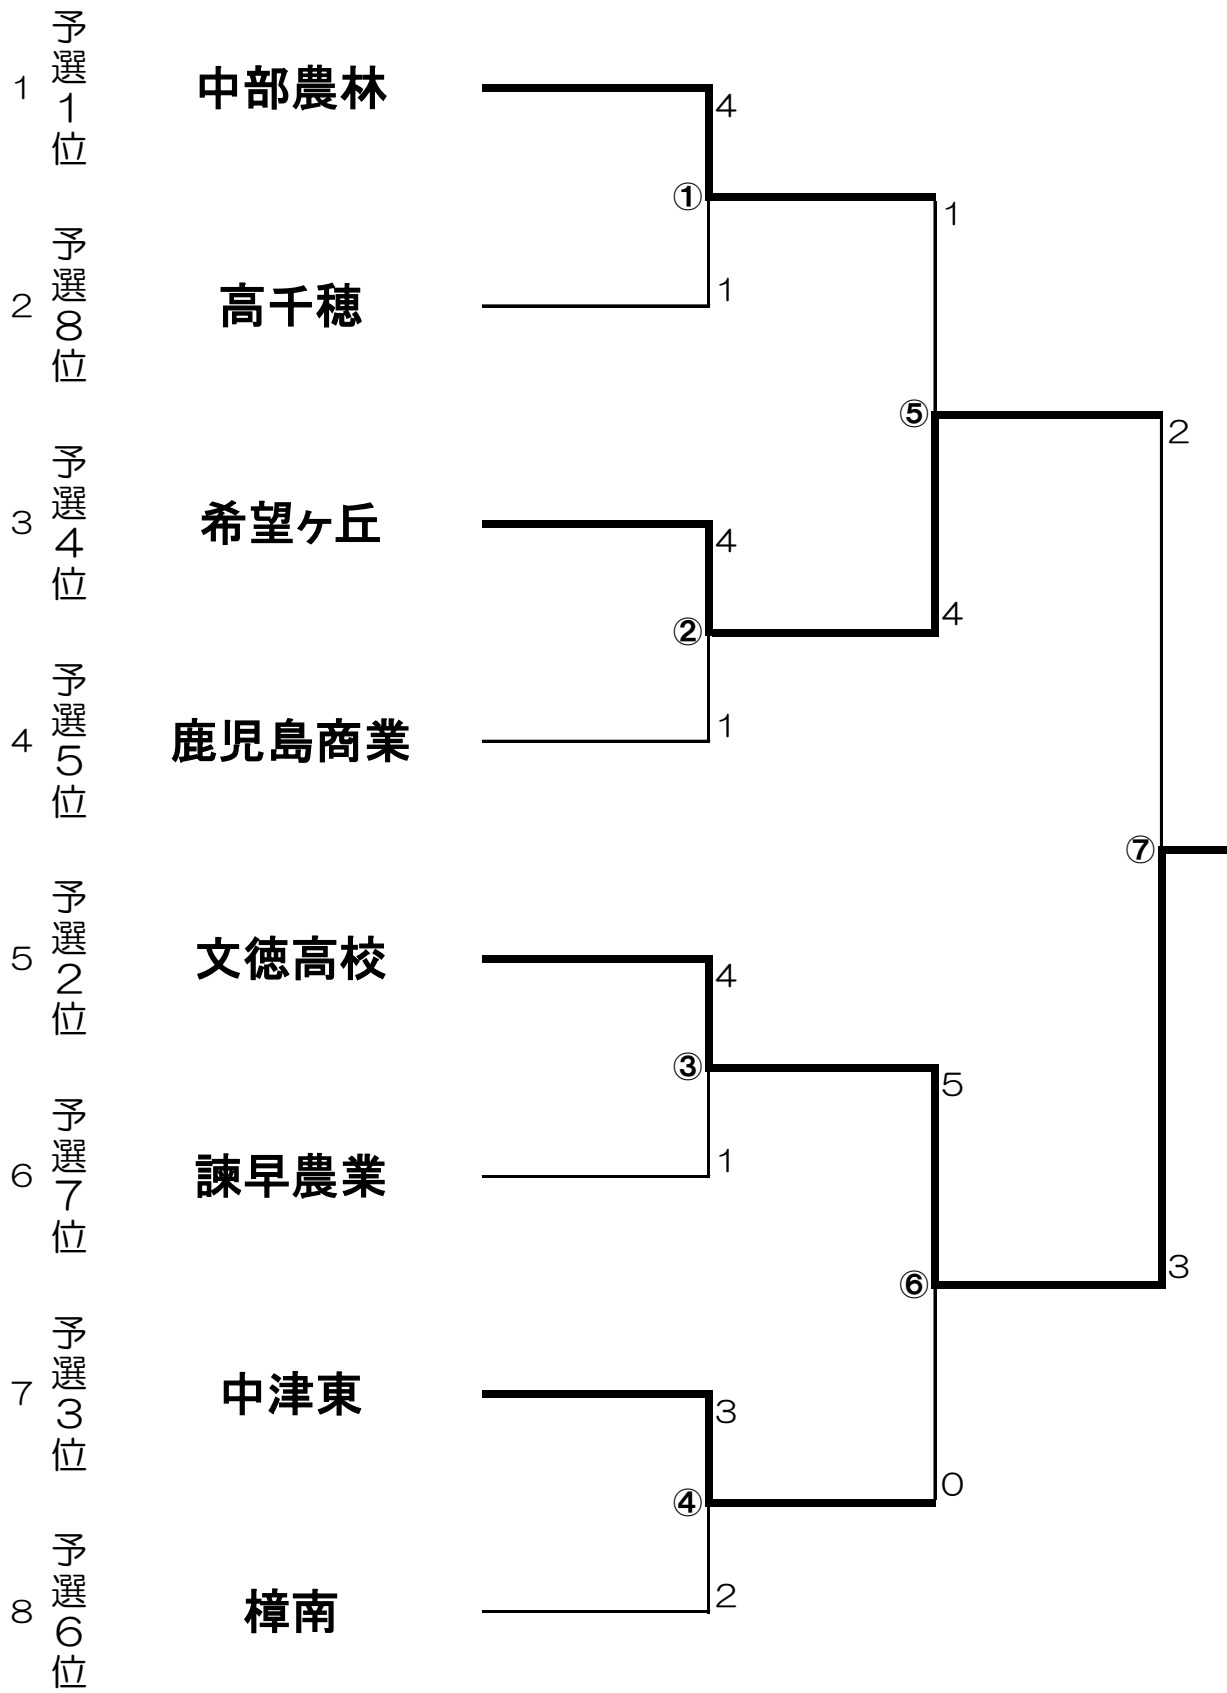 1 予選1位 中部農林
4
①
1
1
2 予選8位 高千穂
⑤
2
3 予選4位 希望ヶ丘
4
②
4
1
4 予選5位 鹿児島商業
⑦
5 予選2位 文徳高校
4
③
5
1
6 予選7位 諫早農業
⑥
3
7 予選3位 中津東
3
④
0
2
8 予選6位 樟南